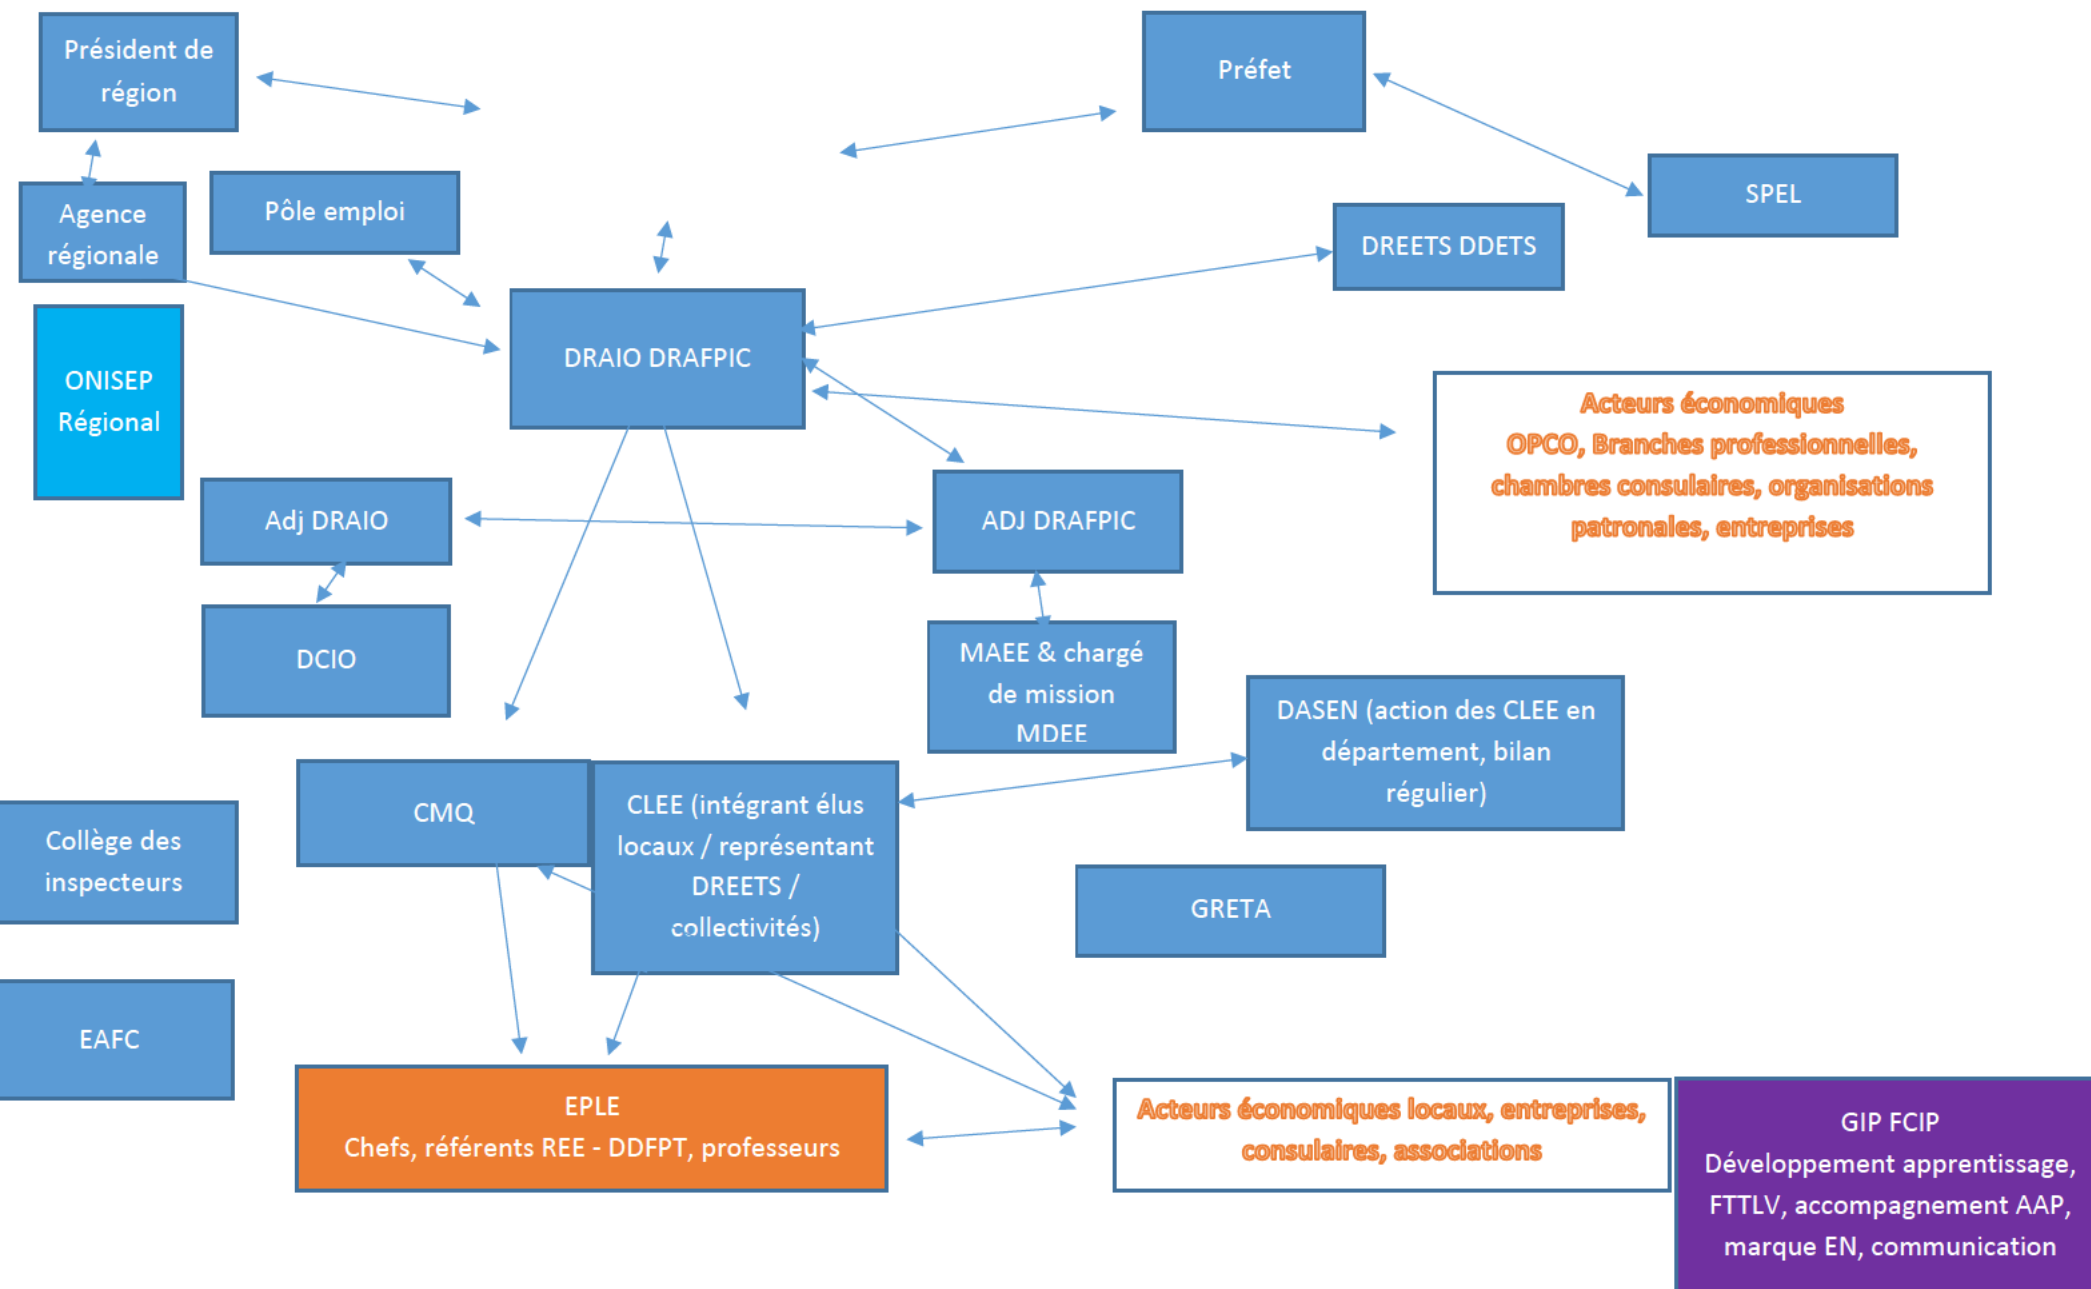 Président de
région
Préfet
Agence
régionale
Pôle emploi
SPEL
DREETS DDETS
ONISEP
Régional
DRAIO DRAFPIC
Acteurs économiques
OPCO, Branches professionnelles,
chambres consulaires, organisations
patronales, entreprises
Adj DRAIO
ADJ DRAFPIC
DCIO
MAEE & chargé
de mission
MDEE
DASEN (action des CLEE en
département, bilan
régulier)
CMQ
CLEE (intégrant élus
locaux / représentant
DREETS /
collectivités)
Collège des
inspecteurs
GRETA
EAFC
EPLE
Chefs, référents REE - DDFPT, professeurs
Acteurs économiques locaux, entreprises,
consulaires, associations
GIP FCIP
Développement apprentissage,
FTTLV, accompagnement AAP,
marque EN, communication